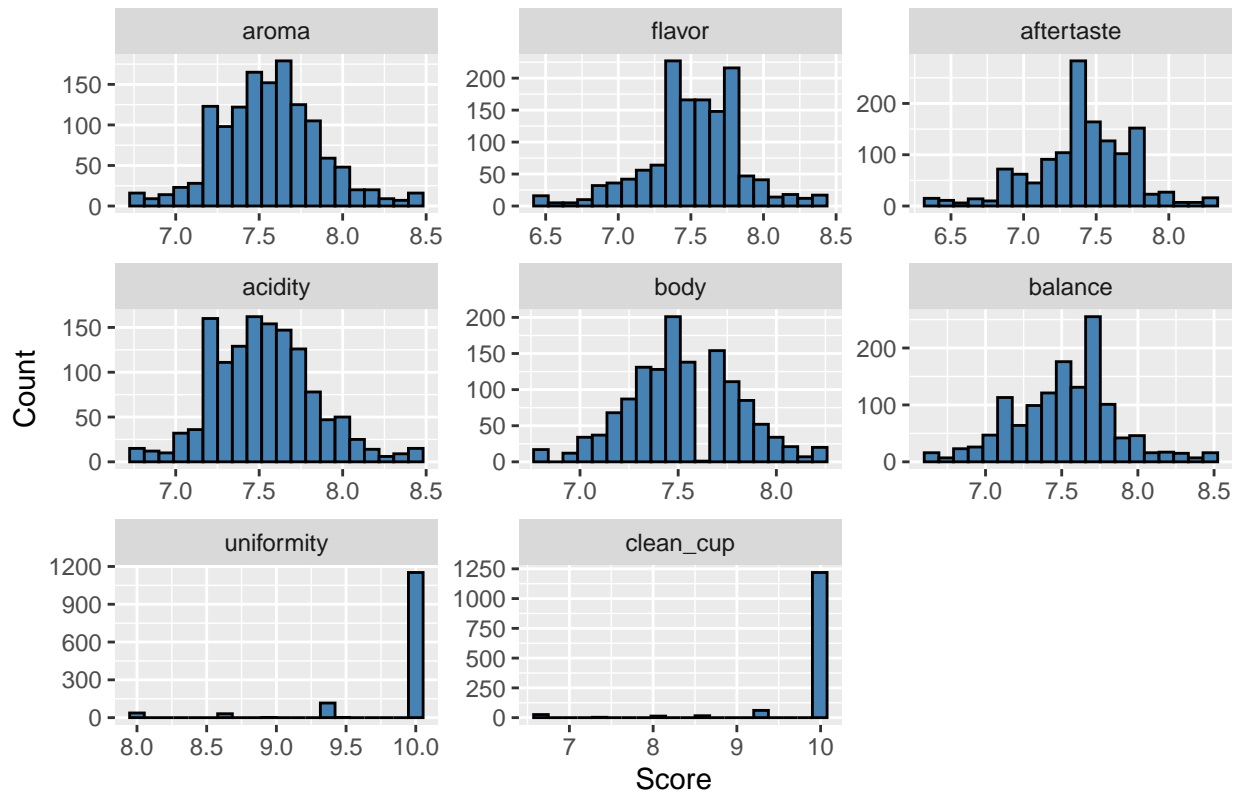 aroma
flavor
aftertaste
150
100
50
0
200
150
100
50
0
200
100
0
7.0 7.5 8.0 8.5
6.5 7.0 7.5 8.0 8.5
6.5 7.0 7.5 8.0
acidity
body
balance
150
100
50
0
200
150
100
50
0
200
100
0
7.0 7.5 8.0 8.5
7.0 7.5 8.0
7.0 7.5 8.0 8.5
Count
uniformity
clean_cup
1200
900
600
300
0
1250
1000
750
500
250
0
8.0 8.5 9.0 9.5 10.0
7 8 9 10
Score